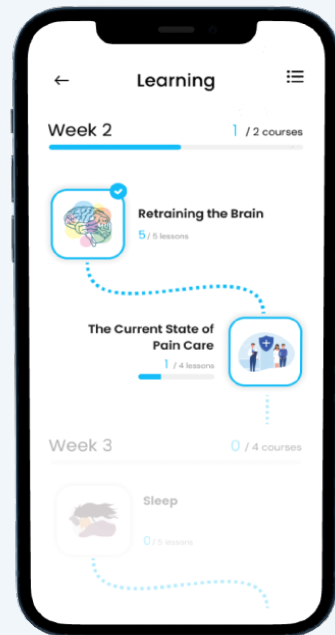 Learning
Week 2
1 / 2 courses
Retraining the Brain
5 / 5 lessons
The Current State of
Pain Care
1 / 4 lessons
Week 3
0 / 4 courses
Sleep
0 / 5 lessons